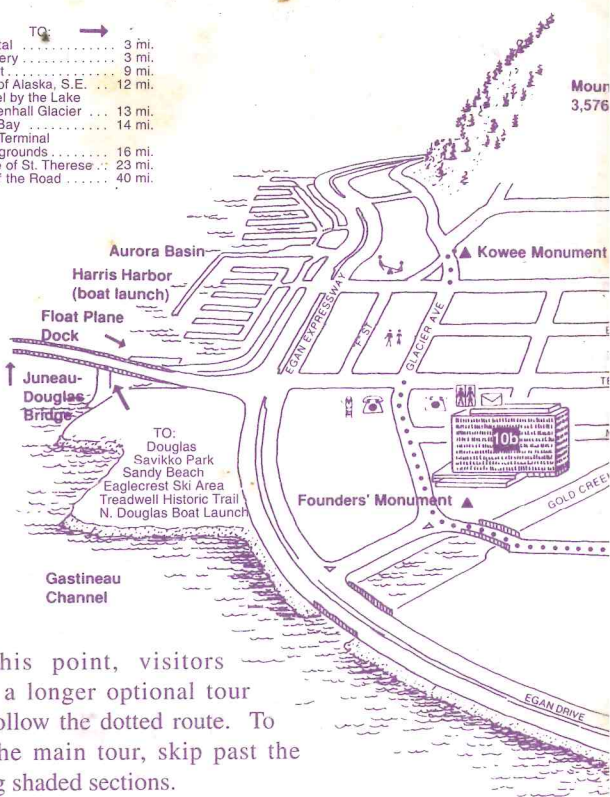 TO:
tal ............ 3 mi.
ery ............ 3 mi.
t ............... 9 mi.
of Alaska, S.E. .. 12 mi.
el by the Lake
enhall Glacier ... 13 mi.
Bay ........... 14 mi.
Terminal
grounds ........ 16 mi.
e of St. Therese .. 23 mi.
f the Road ...... 40 mi.
Moun
3,576
Aurora Basin
Kowee Monument
Harris Harbor
(boat launch)
Float Plane
Dock
EGAN EXPRESSWAY
F ST
GLACIER AVE
E
TE
Juneau-
Douglas
Bridge
10b
N
TO:
Douglas
Savikko Park
Sandy Beach
Eaglecrest Ski Area
Treadwell Historic Trail
N. Douglas Boat Launch
Founders' Monument
GOLD CREEK
Gastineau
Channel
EGAN DRIVE
his point, visitors
a longer optional tour
ollow the dotted route. To
he main tour, skip past the
g shaded sections.